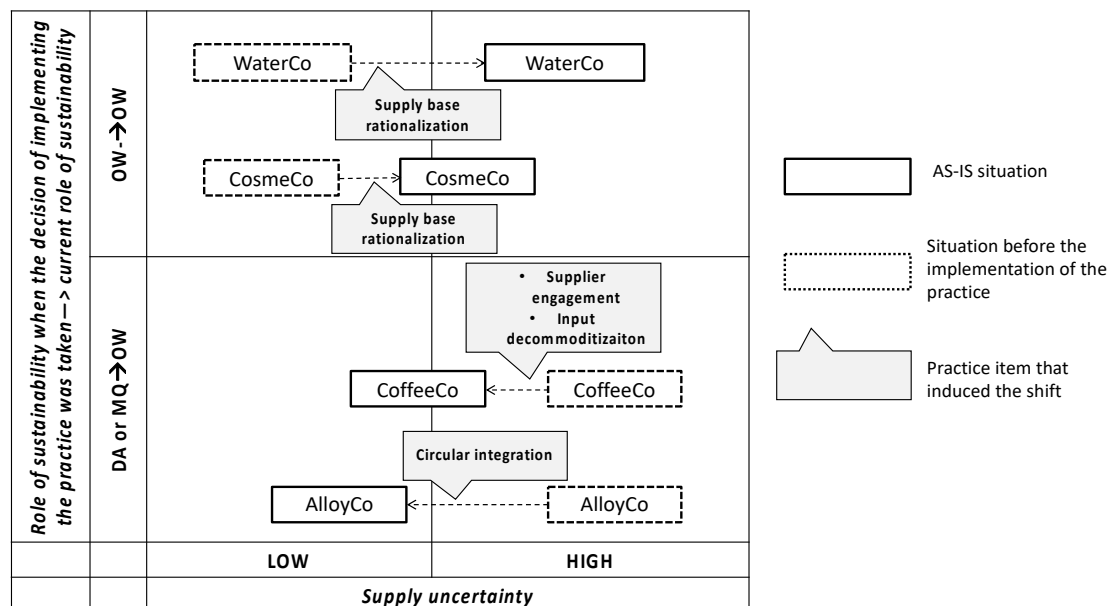 Role of sustainability when the decision of implementing
the practice was taken—> current role of sustainability
OW-→OW
WaterCo
WaterCo
Supply base
rationalization
CosmeCo
CosmeCo
Supply base
rationalization
DA or MQ→OW
• Supplier
engagement
• Input
decommoditizaiton
CoffeeCo
CoffeeCo
Circular integration
AlloyCo
AlloyCo
LOW
HIGH
Supply uncertainty
AS-IS situation
Situation before the
implementation of the
practice
Practice item that
induced the shift